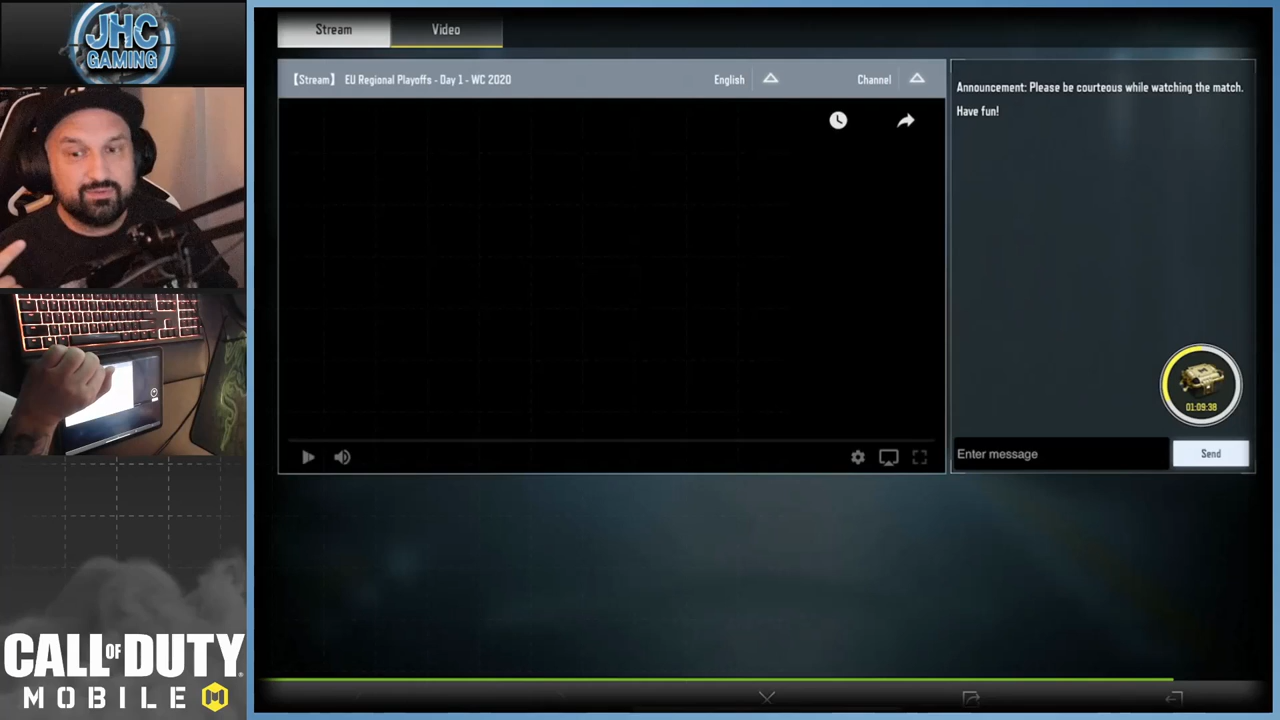 JHC
GAMING
Stream
Video
【Stream】 EU Regional Playoffs - Day 1 - WC 2020
English
Channel
Announcement: Please be courteous while watching the match.
Have fun!
01:09:38
Enter message
Send
CALL OF DUTY
MOBILE